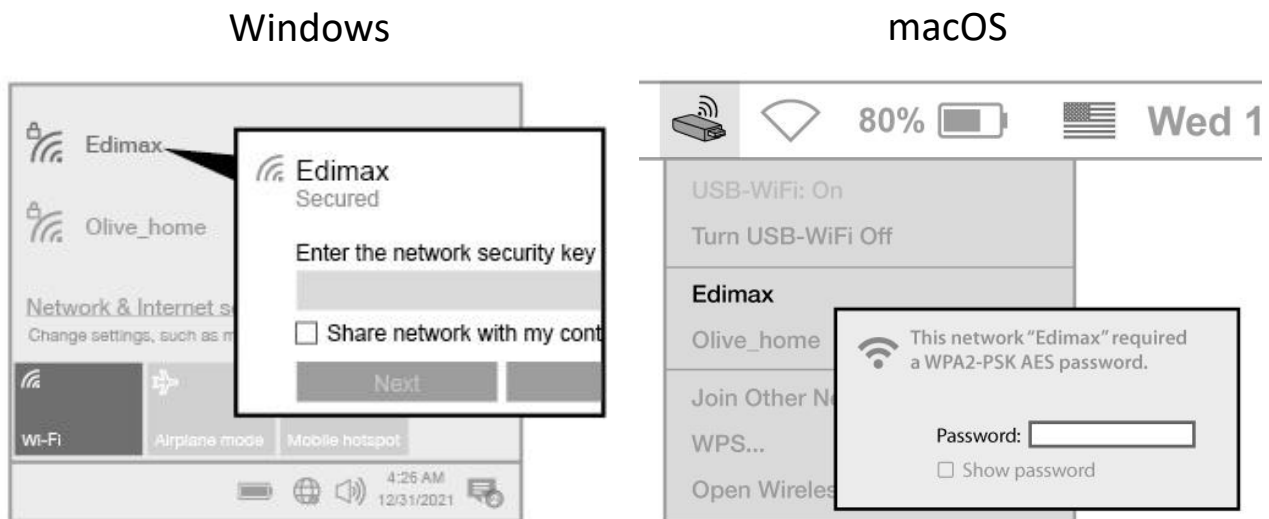 Windows
Edimax
Olive_home
Network & Internet s
Change settings, such as m
Wi-Fi
Airplane mode
Mobile hotspot
4:26 AM
12/31/2021
Edimax
Secured
Enter the network security key
Share network with my cont
Next
macOS
80%
Wed 1
USB-WiFi: On
Turn USB-WiFi Off
Edimax
Olive_home
Join Other Ne
WPS...
Open Wireles
This network “Edimax” required
a WPA2-PSK AES password.
Password:
Show password